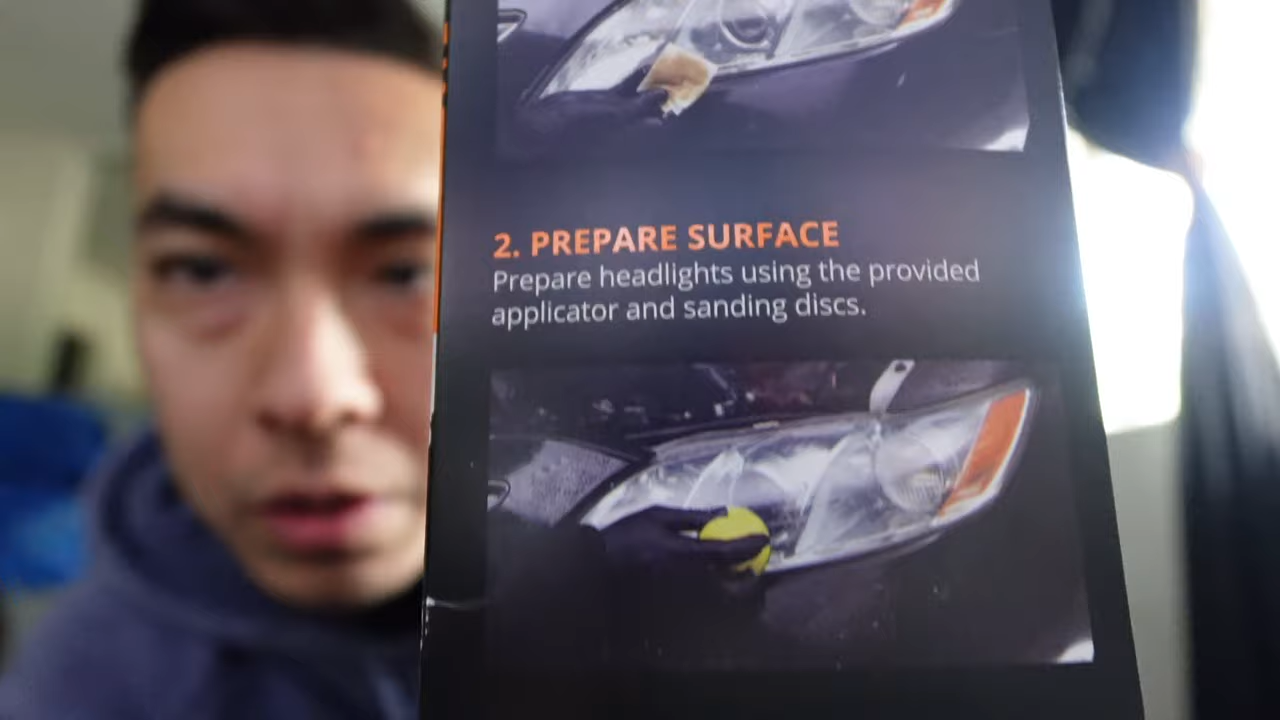 2. PREPARE SURFACE
Prepare headlights using the provided
applicator and sanding discs.